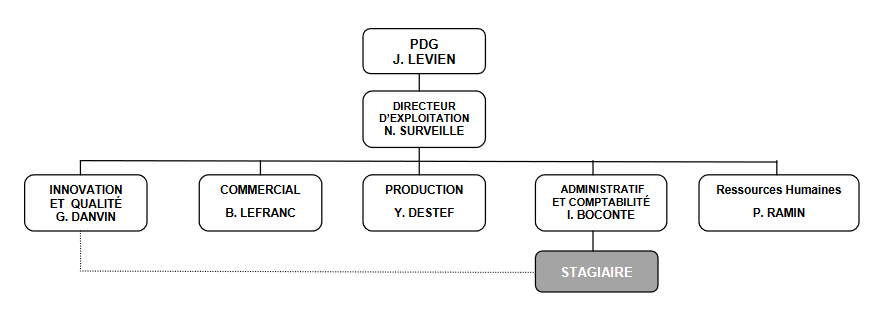 PDG
J. LEVIEN
DIRECTEUR
D'EXPLOITATION
N. SURVEILLE
INNOVATION
ET QUALITÉ
G. DANVIN
COMMERCIAL
B. LEFRANC
PRODUCTION
Y. DESTEF
ADMINISTRATIF
ET COMPTABILITÉ
I. BOCONTE
Ressources Humaines
P. RAMIN
STAGIAIRE